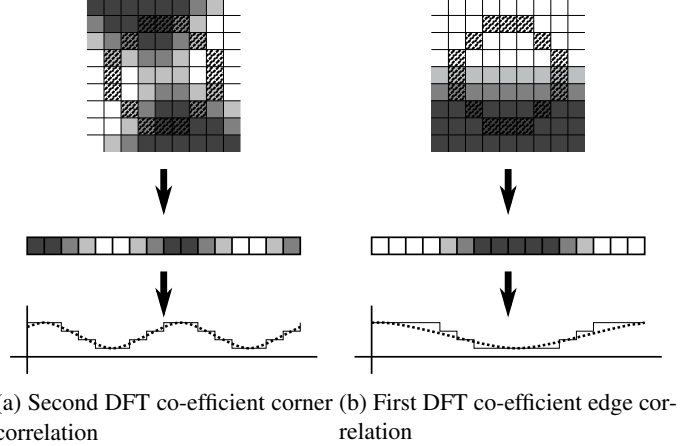 (a) Second DFT co-efficient corner correlation
(b) First DFT co-efficient edge cor-
relation